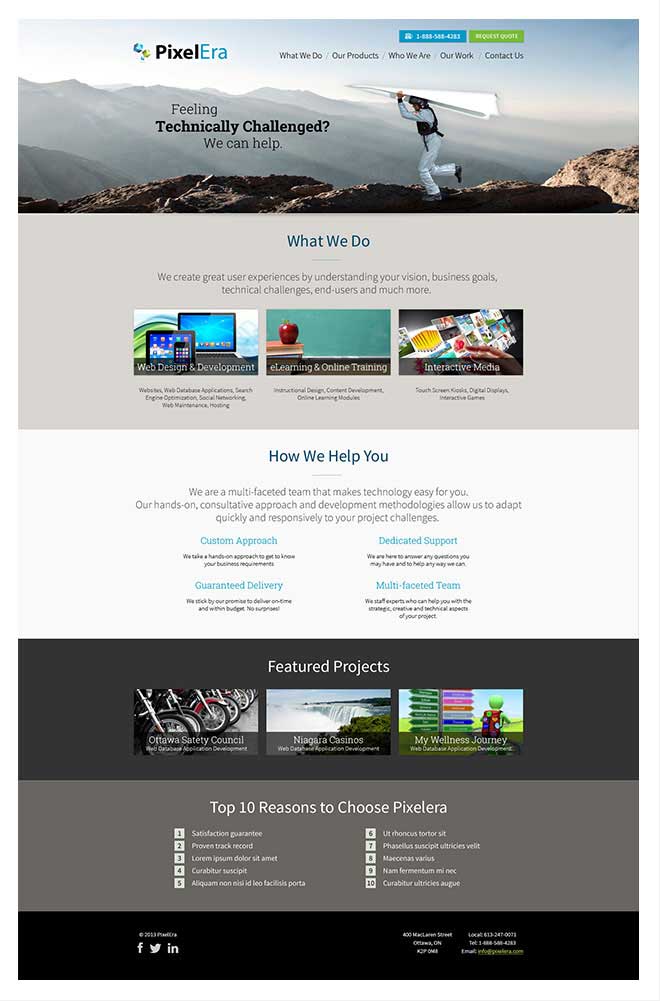 PixelEra
1-888-588-4283
REQUEST QUOTE
What We Do / Our Products / Who We Are / Our Work / Contact Us
Feeling
Technically Challenged?
We can help.
What We Do
We create great user experiences by understanding your vision, business goals,
technical challenges, end-users and much more.
Web Design & Development
eLearning & Online Training
Interactive Media
Websites, Web Database Applications, Search
Engine Optimization, Social Networking,
Web Maintenance, Hosting
Instructional Design, Content Development,
Online Learning Modules
Touch Screen Kiosks, Digital Displays,
Interactive Games
How We Help You
We are a multi-faceted team that makes technology easy for you.
Our hands-on, consultative approach and development methodologies allow us to adapt
quickly and responsively to your project challenges.
Custom Approach
We take a hands-on approach to get to know
your business requirements
Dedicated Support
We are here to answer any questions you
may have and to help any way we can.
Guaranteed Delivery
We stick by our promise to deliver on-time
and within budget. No surprises!
Multi-faceted Team
We staff experts who can help you with the
strategic, creative and technical aspects
of your project.
Featured Projects
Ottawa Satety Council
Web Database Application Development
Niagara Casinos
Web Database Application Development
My Wellness Journey
Web Database Application Development
Top 10 Reasons to Choose Pixelera
1 Satisfaction guarantee
2 Proven track record
3 Lorem ipsum dolor sit amet
4 Curabitur suscipit
5 Aliquam non nisi id leo facilisis porta
6 Ut rhoncus tortor sit
7 Phasellus suscipit ultricies velit
8 Maecenas varius
9 Nam fermentum mi nec
10 Curabitur ultricies augue
© 2013 PixelEra
400 MacLaren Street
Ottawa, ON
K2P 0M8
Local: 613-247-0071
Tel: 1-888-588-4283
Email: info@pixelera.com